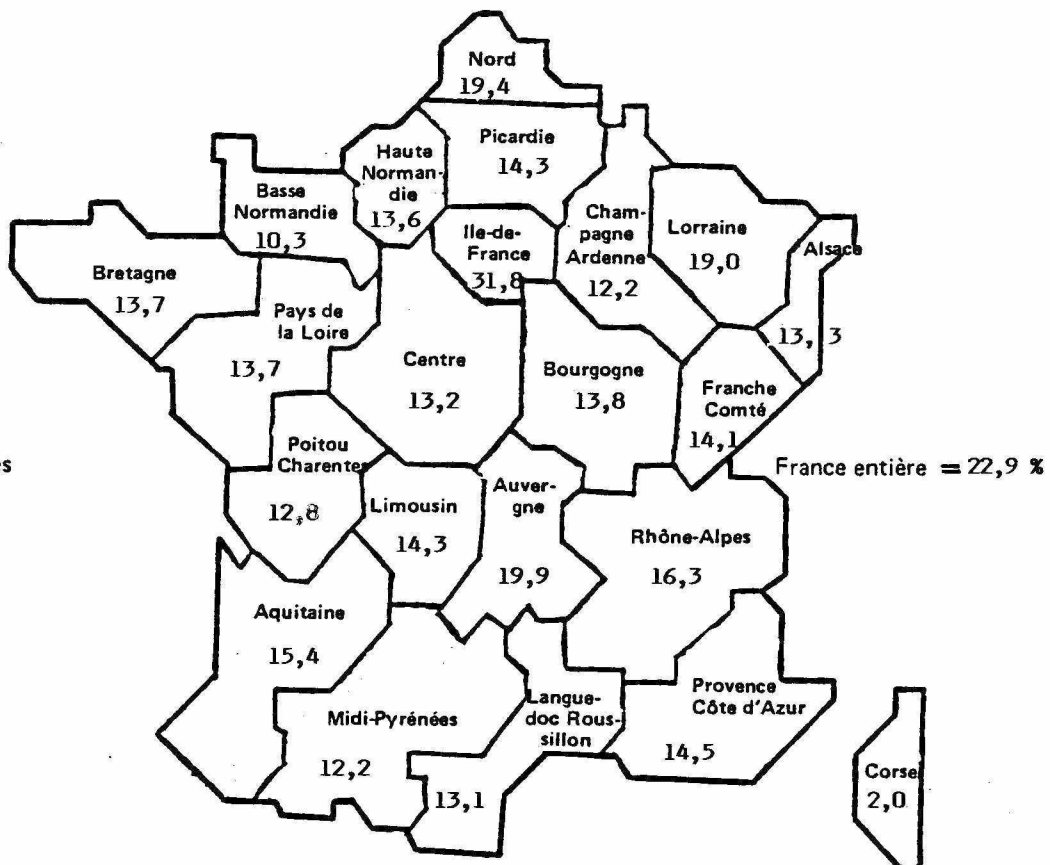 Nord
19,4
Picardie
14,3
Haute
Norman-
die
13,6
Basse
Normandie
10,3
Ile-de-
France
31,8
Cham-
pagne
Ardenne
12,2
Lorraine
19,0
Alsace
13,3
Bretagne
13,7
Pays de
la Loire
13,7
Centre
13,2
Bourgogne
13,8
Franche
Comté
14,1
Poitou
Charentes
12,8
Limousin
14,3
Auver-
gne
19,9
Rhône-Alpes
16,3
France entière = 22,9 %
Aquitaine
15,4
Midi-Pyrénées
12,2
Langue-
doc Rous-
sillon
13,1
Provence
Côte d'Azur
14,5
Corse
2,0